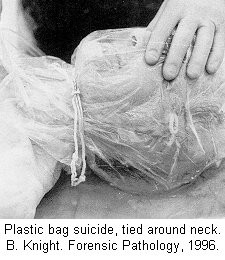 Plastic bag suicide, tied around neck.
B. Knight. Forensic Pathology, 1996.